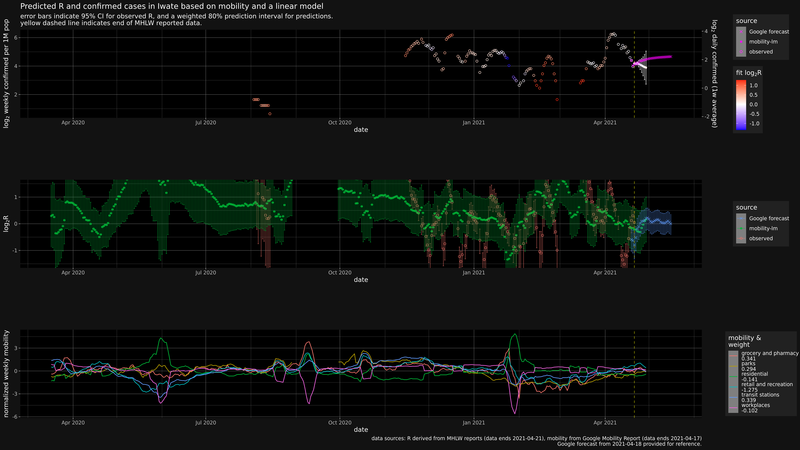 Predicted R and confirmed cases in Iwate based on mobility and a linear model
error bars indicate 95% CI for observed R, and a weighted 80% prediction interval for predictions.
yellow dashed line indicates end of MHLW reported data.
log₂ weekly confirmed per 1M pop
6
4
2
4
2
0
-2
log₂ daily confirmed (1w average)
Apr 2020
Jul 2020
Oct 2020
Jan 2021
Apr 2021
date
source
Google forecast
mobility-lm
observed
fit log₂R
1.0
0.5
0.0
-0.5
-1.0
log₂R
1
0
-1
Apr 2020
Jul 2020
Oct 2020
Jan 2021
Apr 2021
date
source
Google forecast
mobility-lm
observed
normalized weekly mobility
3
0
-3
-6
Apr 2020
Jul 2020
Oct 2020
Jan 2021
Apr 2021
date
mobility &
weight
grocery and pharmacy
0.341
parks
0.294
residential
-0.141
retail and recreation
-1.275
transit stations
0.339
workplaces
-0.102
data sources: R derived from MHLW reports (data ends 2021-04-21), mobility from Google Mobility Report (data ends 2021-04-17)
Google forecast from 2021-04-18 provided for reference.